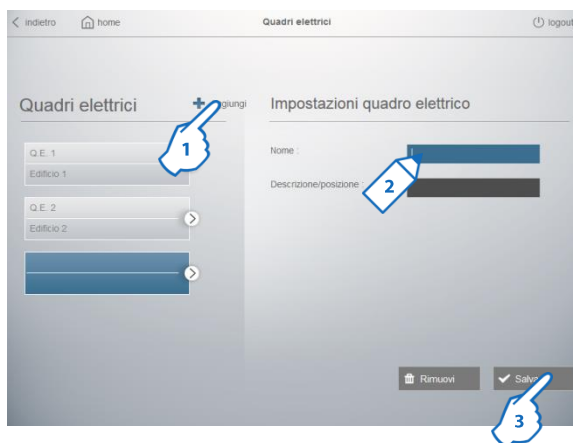 indietro
home
Quadri elettrici
logout
Quadri elettrici
giungi
Impostazioni quadro elettrico
1
Q.E. 1
Edificio 1
Nome :
2
Descrizione/posizione
Q.E. 2
Edificio 2
Rimuovi
Salva
3